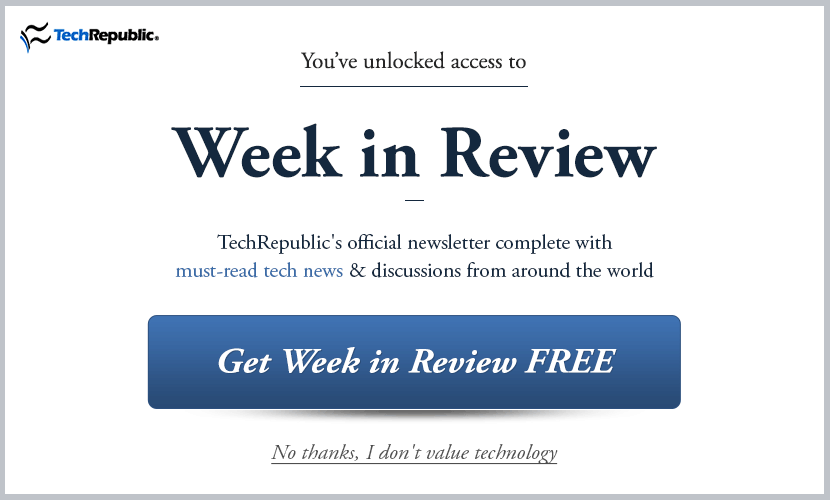 TechRepublic®
You’ve unlocked access to
Week in Review
TechRepublic's official newsletter complete with
must-read tech news & discussions from around the world
Get Week in Review FREE
No thanks, I don't value technology